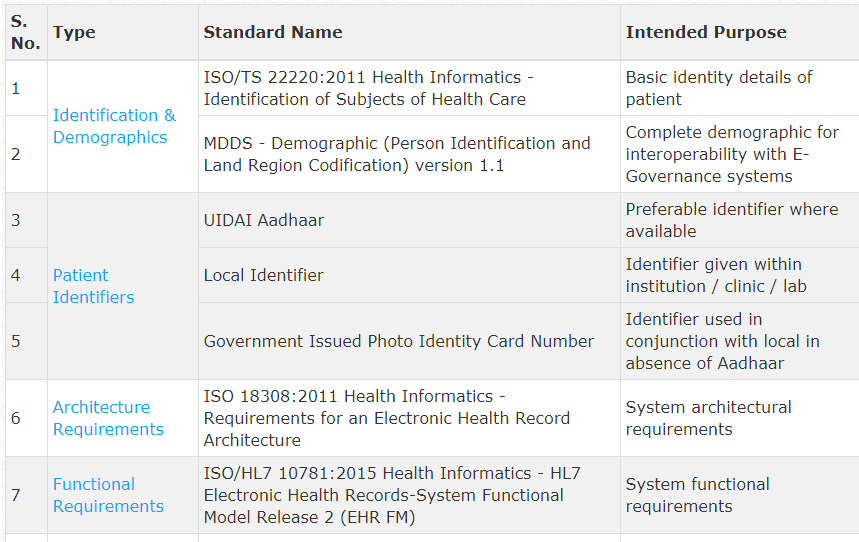 S. No. Type Standard Name Intended Purpose
1
Identification &
Demographics
ISO/TS 22220:2011 Health Informatics -
Identification of Subjects of Health Care
Basic identity details of
patient
2
MDDS - Demographic (Person Identification and
Land Region Codification) version 1.1
Complete demographic for
interoperability with E-
Governance systems
3
Patient
Identifiers
UIDAI Aadhaar
Preferable identifier where
available
4
Local Identifier
Identifier given within
institution / clinic / lab
5
Government Issued Photo Identity Card Number
Identifier used in
conjunction with local in
absence of Aadhaar
6
Architecture
Requirements
ISO 18308:2011 Health Informatics -
Requirements for an Electronic Health Record
Architecture
System architectural
requirements
7
Functional
Requirements
ISO/HL7 10781:2015 Health Informatics - HL7
Electronic Health Records-System Functional
Model Release 2 (EHR FM)
System functional
requirements